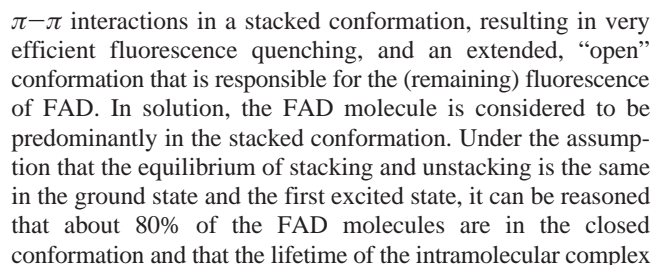 π−π interactions in a stacked conformation, resulting in very
efficient fluorescence quenching, and an extended, “open”
conformation that is responsible for the (remaining) fluorescence
of FAD. In solution, the FAD molecule is considered to be
predominantly in the stacked conformation. Under the assump-
tion that the equilibrium of stacking and unstacking is the same
in the ground state and the first excited state, it can be reasoned
that about 80% of the FAD molecules are in the closed
conformation and that the lifetime of the intramolecular complex